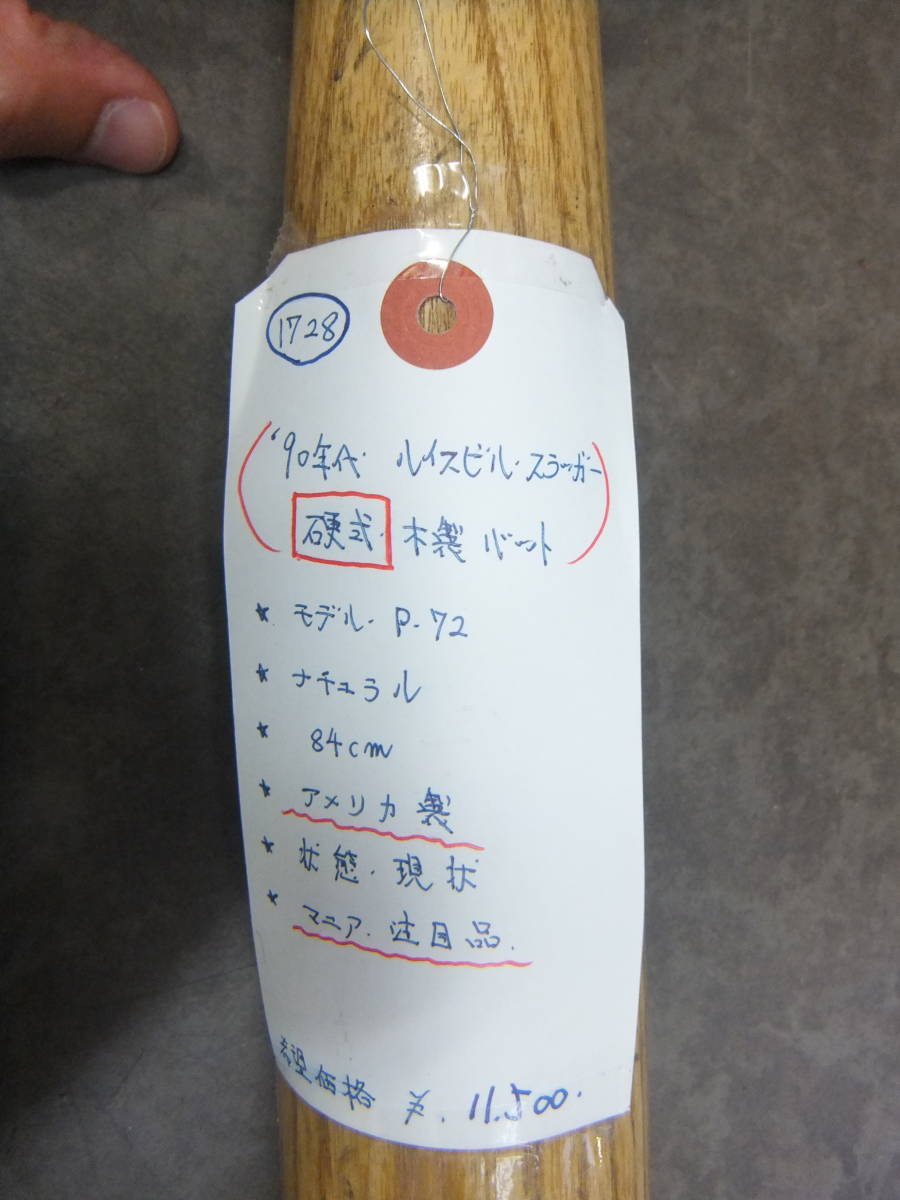 1728
'90年代・ルイスビル・スラッガー
硬式・木製バット
★ モデル・P-72
★ ナチュラル
★ 84cm
★ アメリカ製
★ 状態・現状
★ マニア・注目品.
希望価格 ¥. 11.500.